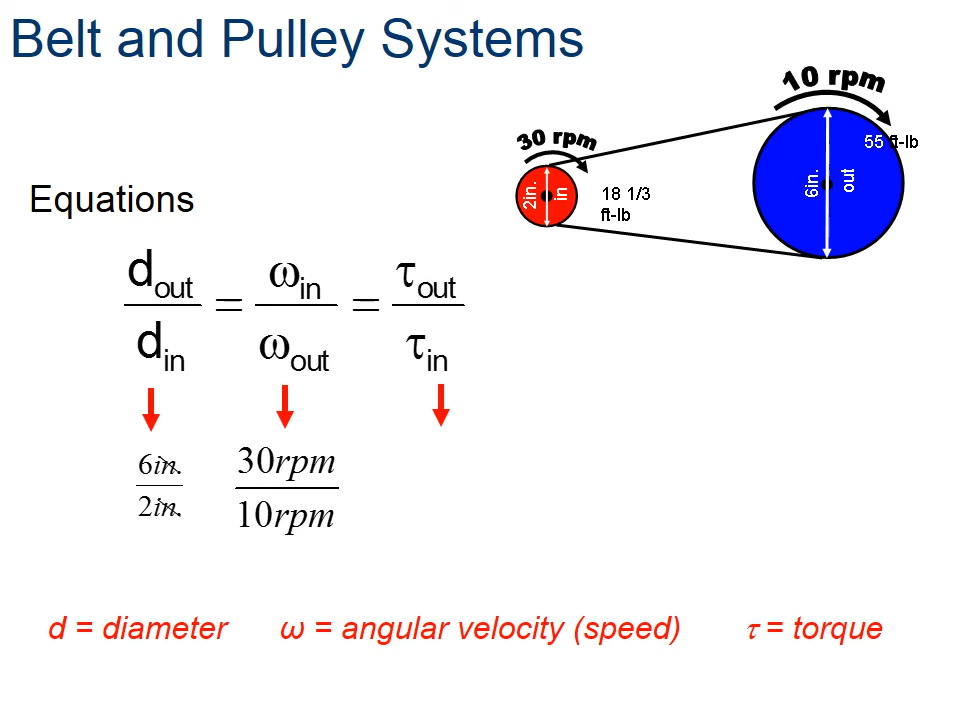 Belt and Pulley Systems
10 rpm
30 rpm
55 ft-lb
2in.
in
18 1/3
ft-lb
6in.
out
Equations
d_out / d_in = ω_in / ω_out = τ_out / τ_in
6in. / 2in.
30rpm / 10rpm
d = diameter ω = angular velocity (speed) τ = torque